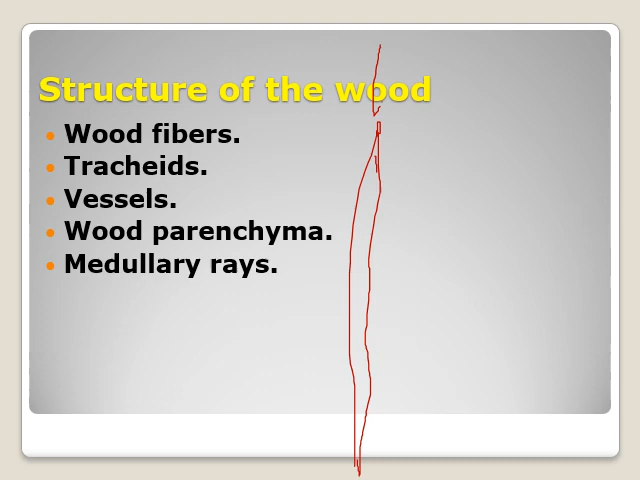 Structure of the wood
Wood fibers.
Tracheids.
Vessels.
Wood parenchyma.
Medullary rays.